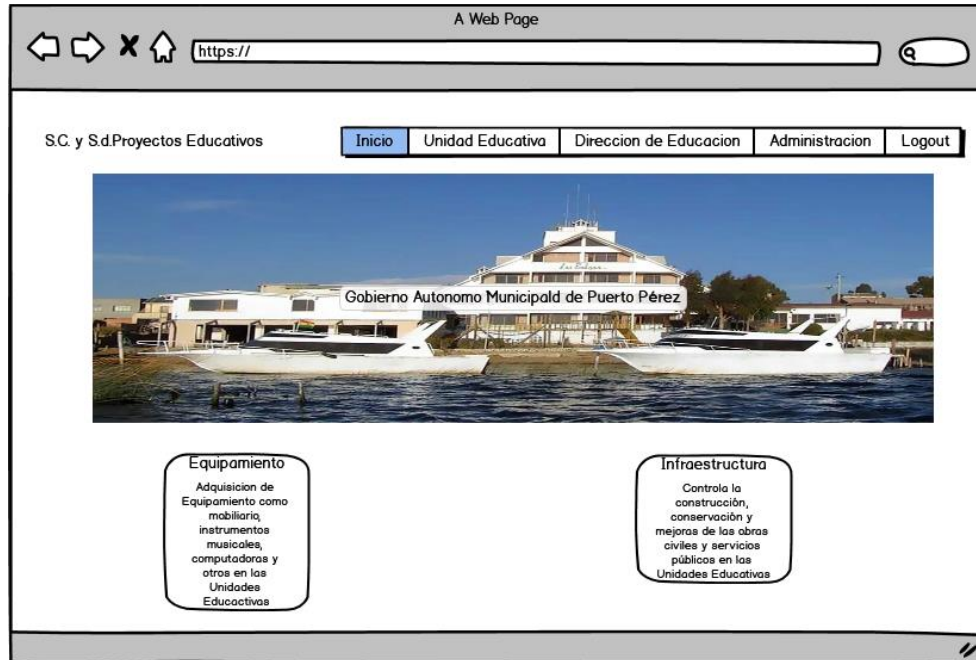 A Web Page
https://
S.C. y S.d.Proyectos Educativos
Inicio Unidad Educativa Direccion de Educacion Administracion Logout
Las Balsas
Gobierno Autonomo Municipald de Puerto Pérez
Equipamiento
Adquisicion de
Equipamiento como
mobiliario,
instrumentos
musicales,
computadoras y
otros en las
Unidades
Educactivas
Infraestructura
Controla la
construcción,
conservación y
mejoras de las obras
civiles y servicios
públicos en las
Unidades Educativas